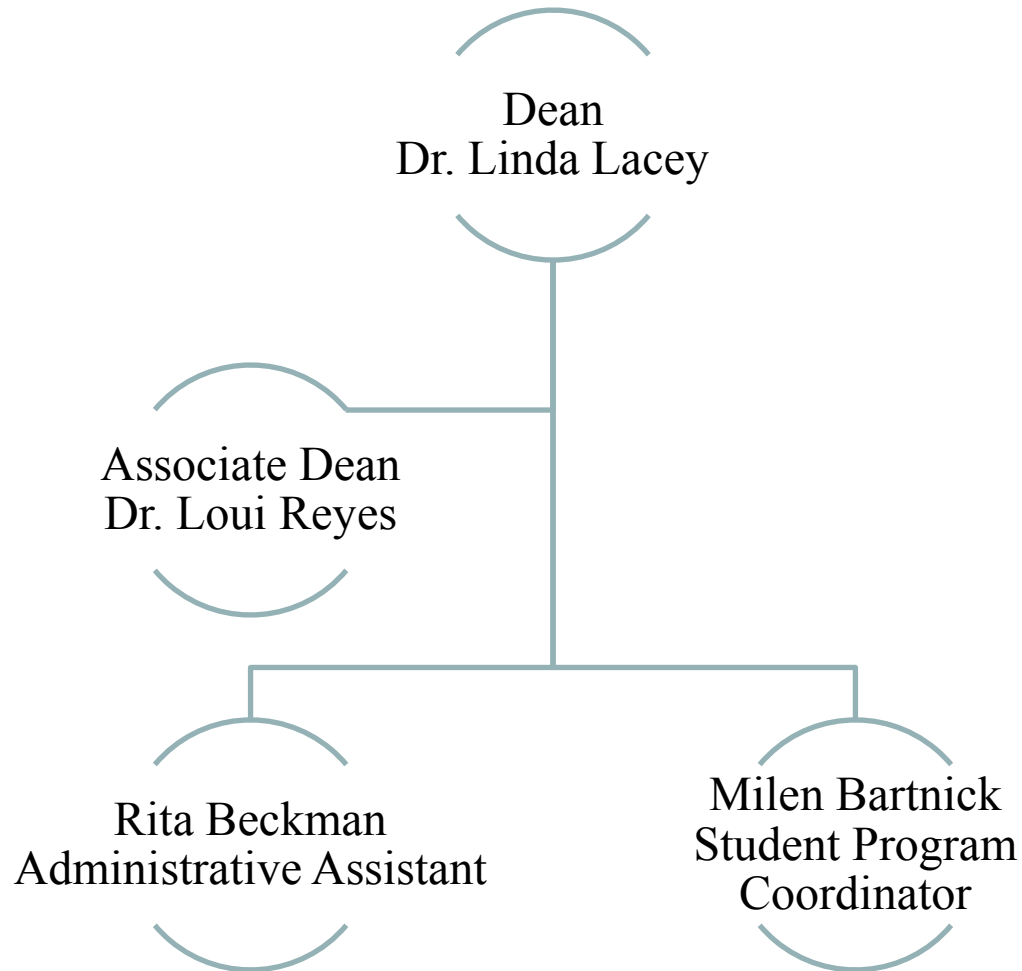 Dean
Dr. Linda Lacey
Associate Dean
Dr. Loui Reyes
Rita Beckman
Administrative Assistant
Milen Bartnick
Student Program
Coordinator